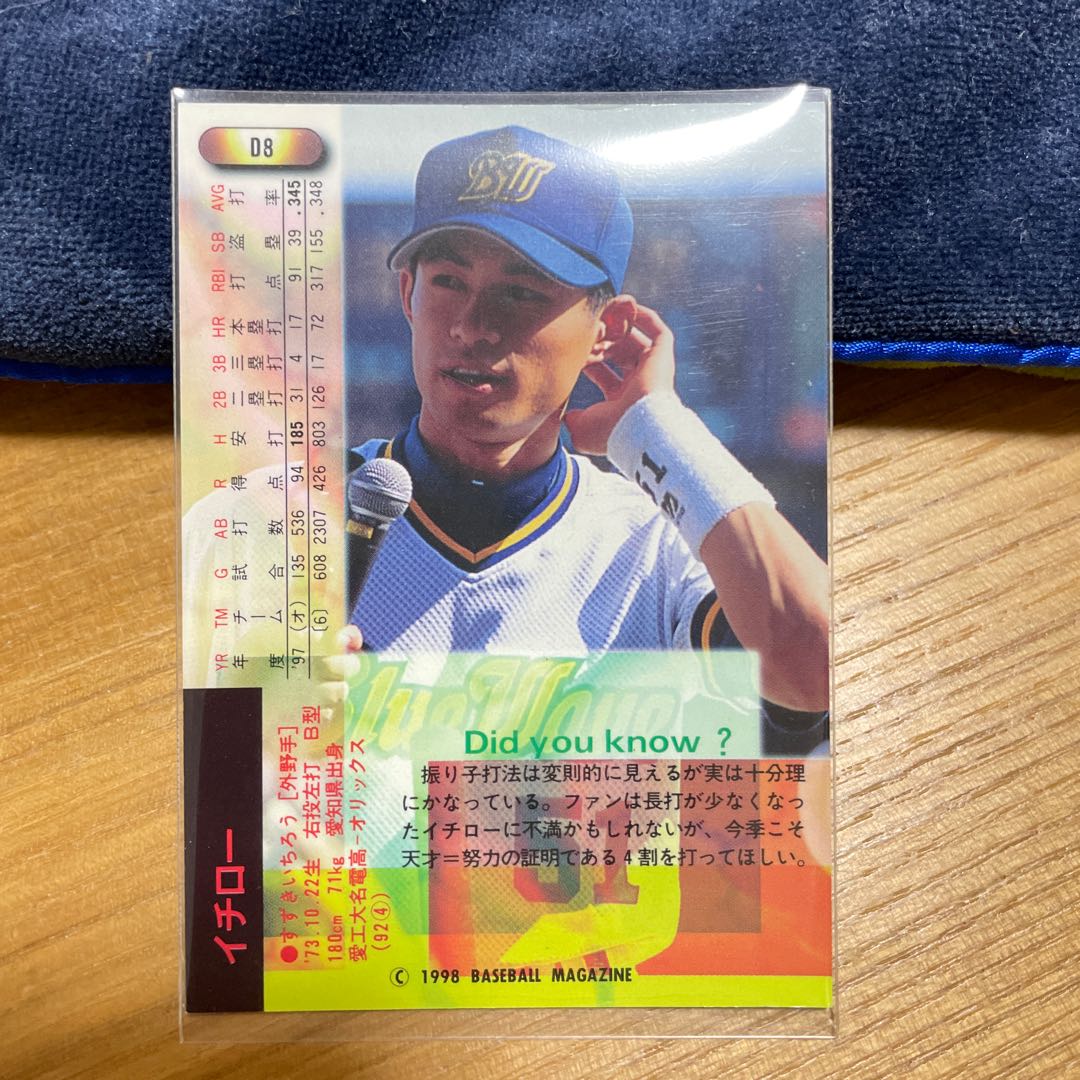 D8
YR TM G AB R H 2B 3B HR RBI SB AVG
年 チ 試 打 得 安 二塁打 三塁打 本塁打 打 盗 打
度 ーム 合 数 点 打 点 塁 率
'97 (オ) 135 536 94 185 31 4 17 91 39 .345
[6] 608 2307 426 803 126 17 72 317 155 .348
イチロー
●すずきいちろう [外野手]
'73.10.22生 右投左打 B型
180cm 71kg 愛知県出身
愛工大名電高-オリックス
(92④)
BW
51
Blue Wave
Did you know ?
振り子打法は変則的に見えるが実は十分理
にかなっている。ファンは長打が少なくなっ
たイチローに不満かもしれないが、今季こそ
天才=努力の証明である4割を打ってほしい。
51
© 1998 BASEBALL MAGAZINE